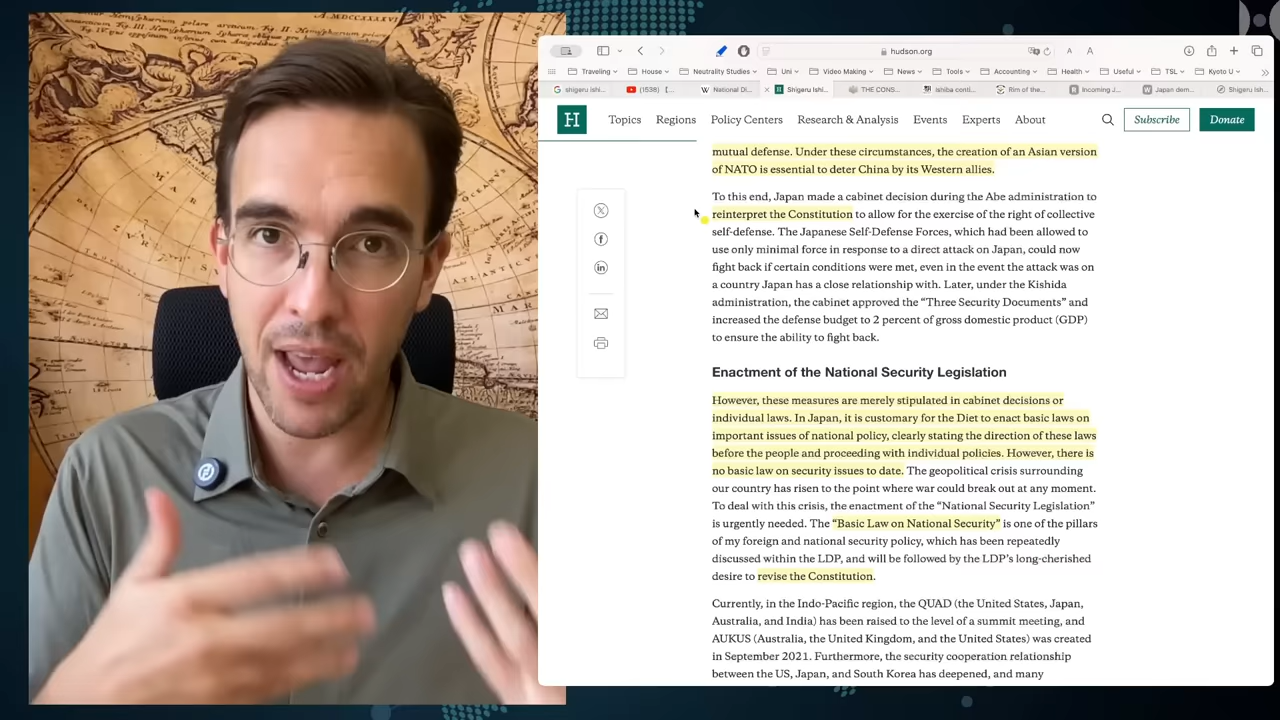 hudson.org
A A
Traveling
House
Neutrality Studies
Uni
Video Making
News
Tools
Accounting
Health
Useful
TSL
Kyoto U
shigeru ishi...
(1538) [...
National Di...
Shigeru Ishi...
THE CONS...
ishiba conti...
Rim of the...
Incoming J...
Japan dem...
Shigeru ish...
H
Topics
Regions
Policy Centers
Research & Analysis
Events
Experts
About
Subscribe
Donate
mutual defense. Under these circumstances, the creation of an Asian version
of NATO is essential to deter China by its Western allies.
To this end, Japan made a cabinet decision during the Abe administration to
reinterpret the Constitution to allow for the exercise of the right of collective
self-defense. The Japanese Self-Defense Forces, which had been allowed to
use only minimal force in response to a direct attack on Japan, could now
fight back if certain conditions were met, even in the event the attack was on
a country Japan has a close relationship with. Later, under the Kishida
administration, the cabinet approved the “Three Security Documents” and
increased the defense budget to 2 percent of gross domestic product (GDP)
to ensure the ability to fight back.
Enactment of the National Security Legislation
However, these measures are merely stipulated in cabinet decisions or
individual laws. In Japan, it is customary for the Diet to enact basic laws on
important issues of national policy, clearly stating the direction of these laws
before the people and proceeding with individual policies. However, there is
no basic law on security issues to date. The geopolitical crisis surrounding
our country has risen to the point where war could break out at any moment.
To deal with this crisis, the enactment of the “National Security Legislation”
is urgently needed. The “Basic Law on National Security” is one of the pillars
of my foreign and national security policy, which has been repeatedly
discussed within the LDP, and will be followed by the LDP’s long-cherished
desire to revise the Constitution.
Currently, in the Indo-Pacific region, the QUAD (the United States, Japan,
Australia, and India) has been raised to the level of a summit meeting, and
AUKUS (Australia, the United Kingdom, and the United States) was created
in September 2021. Furthermore, the security cooperation relationship
between the US, Japan, and South Korea has deepened, and many